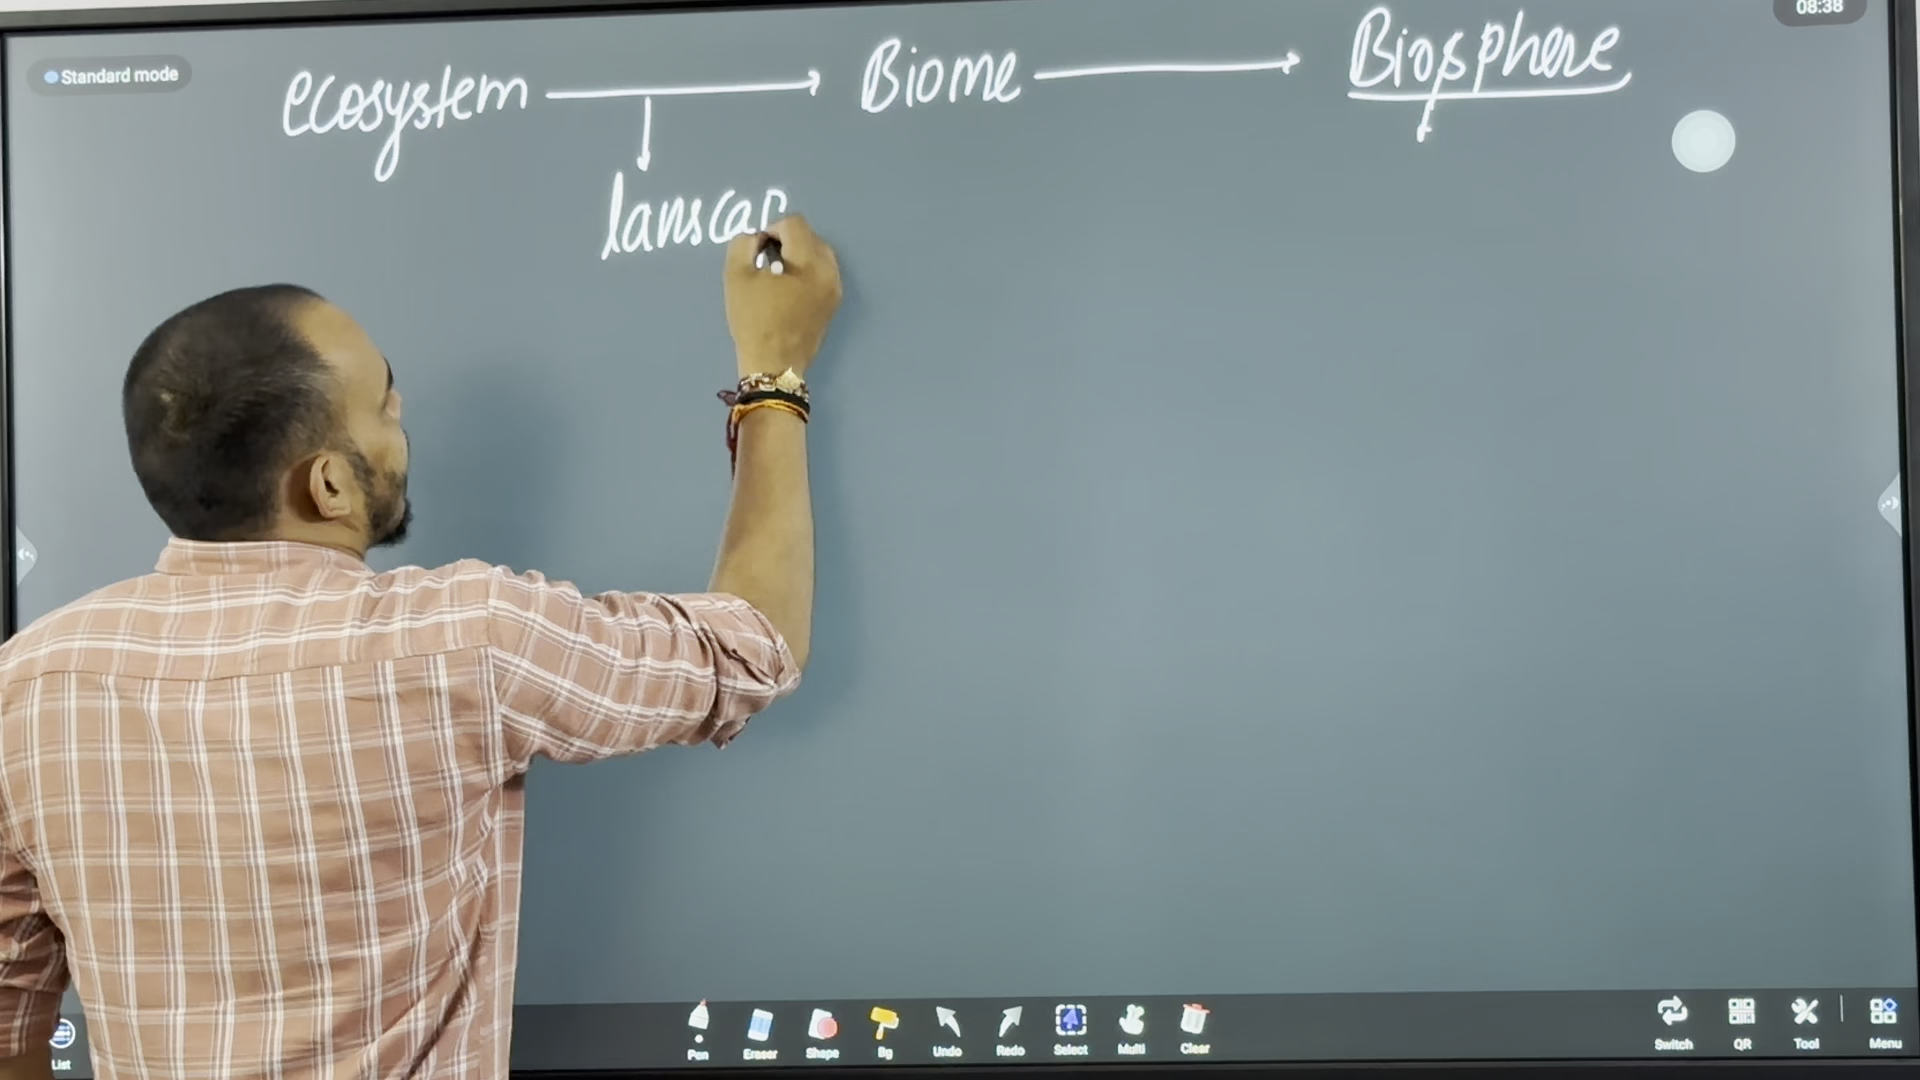 08:38
Standard mode
ecosystem → Biome → Biosphere
lanscap
List
Pen Eraser Shape Bg Undo Redo Select Multi Clear
Switch QR Tool Menu